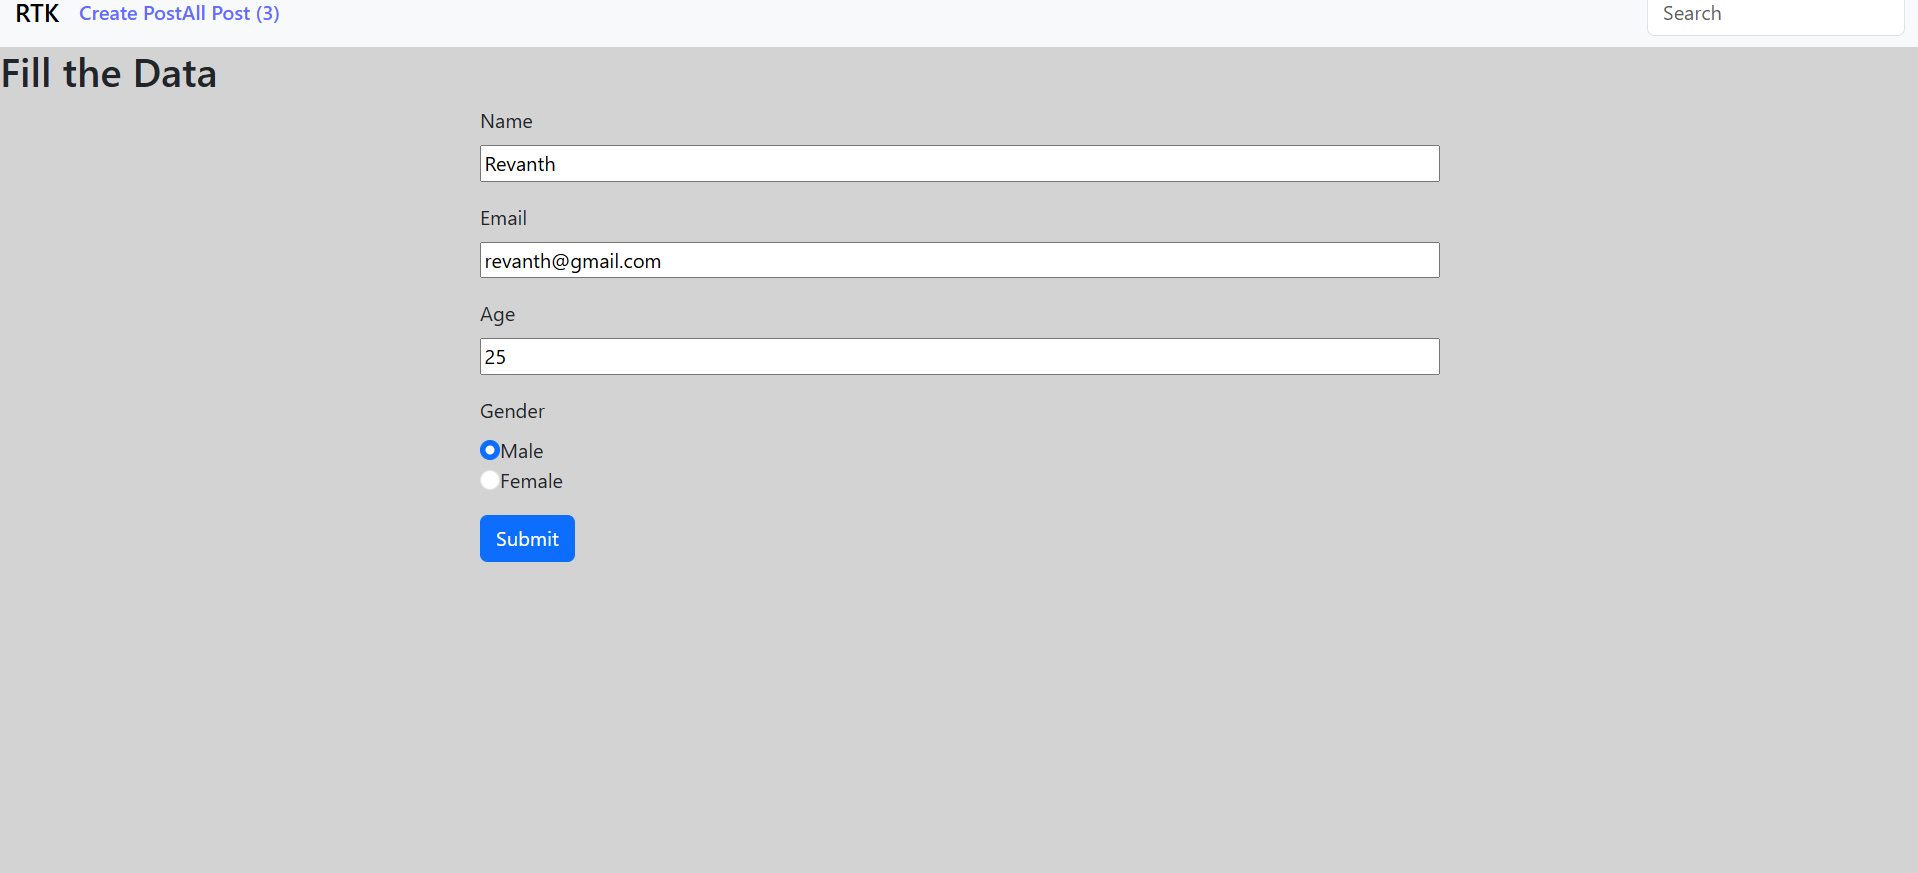 RTK Create PostAll Post (3) Search
Fill the Data
Name
Revanth
Email
revanth@gmail.com
Age
25
Gender
Male
Female
Submit